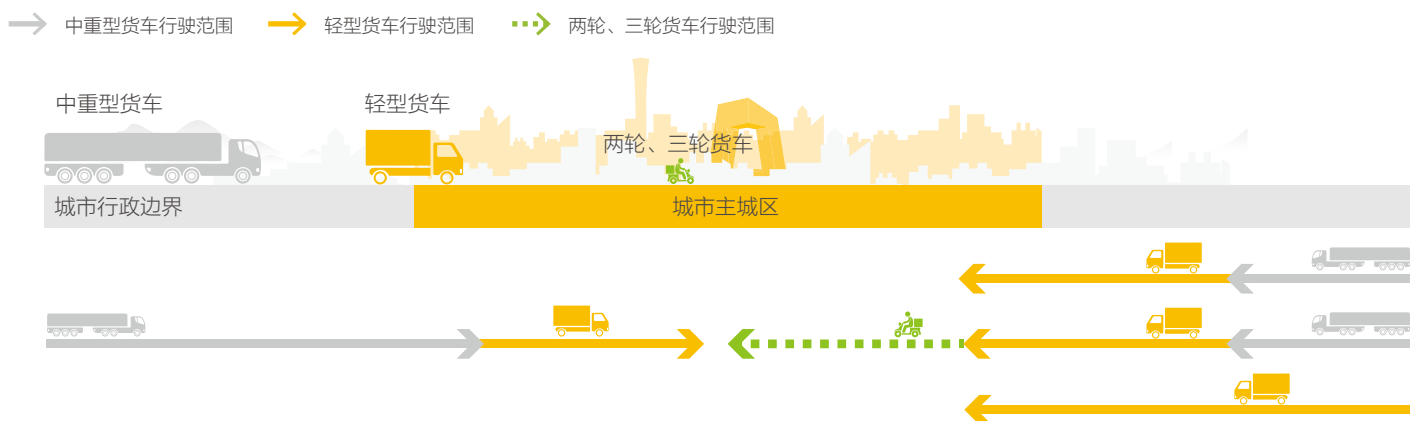 中重型货车行驶范围
轻型货车行驶范围
两轮、三轮货车行驶范围
中重型货车
轻型货车
两轮、三轮货车
城市行政边界
城市主城区